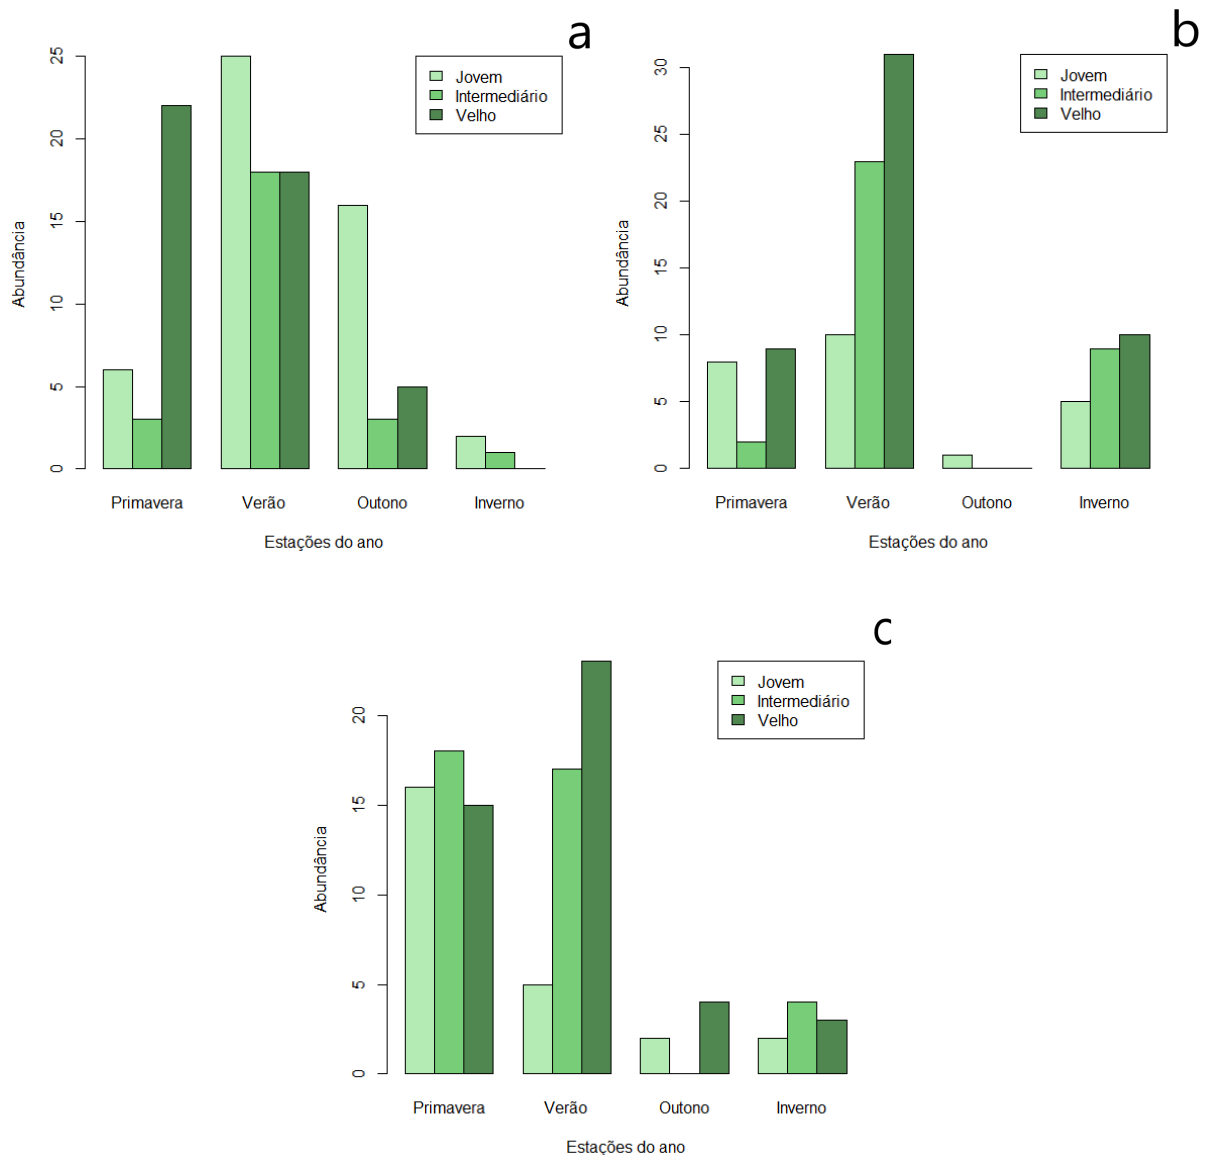 a
Jovem
Intermediário
Velho
25
20
15
10
5
0
Abundância
Primavera Verão Outono Inverno
Estações do ano
b
Jovem
Intermediário
Velho
30
25
20
15
10
5
0
Abundância
Primavera Verão Outono Inverno
Estações do ano
c
Jovem
Intermediário
Velho
20
15
10
5
0
Abundância
Primavera Verão Outono Inverno
Estações do ano